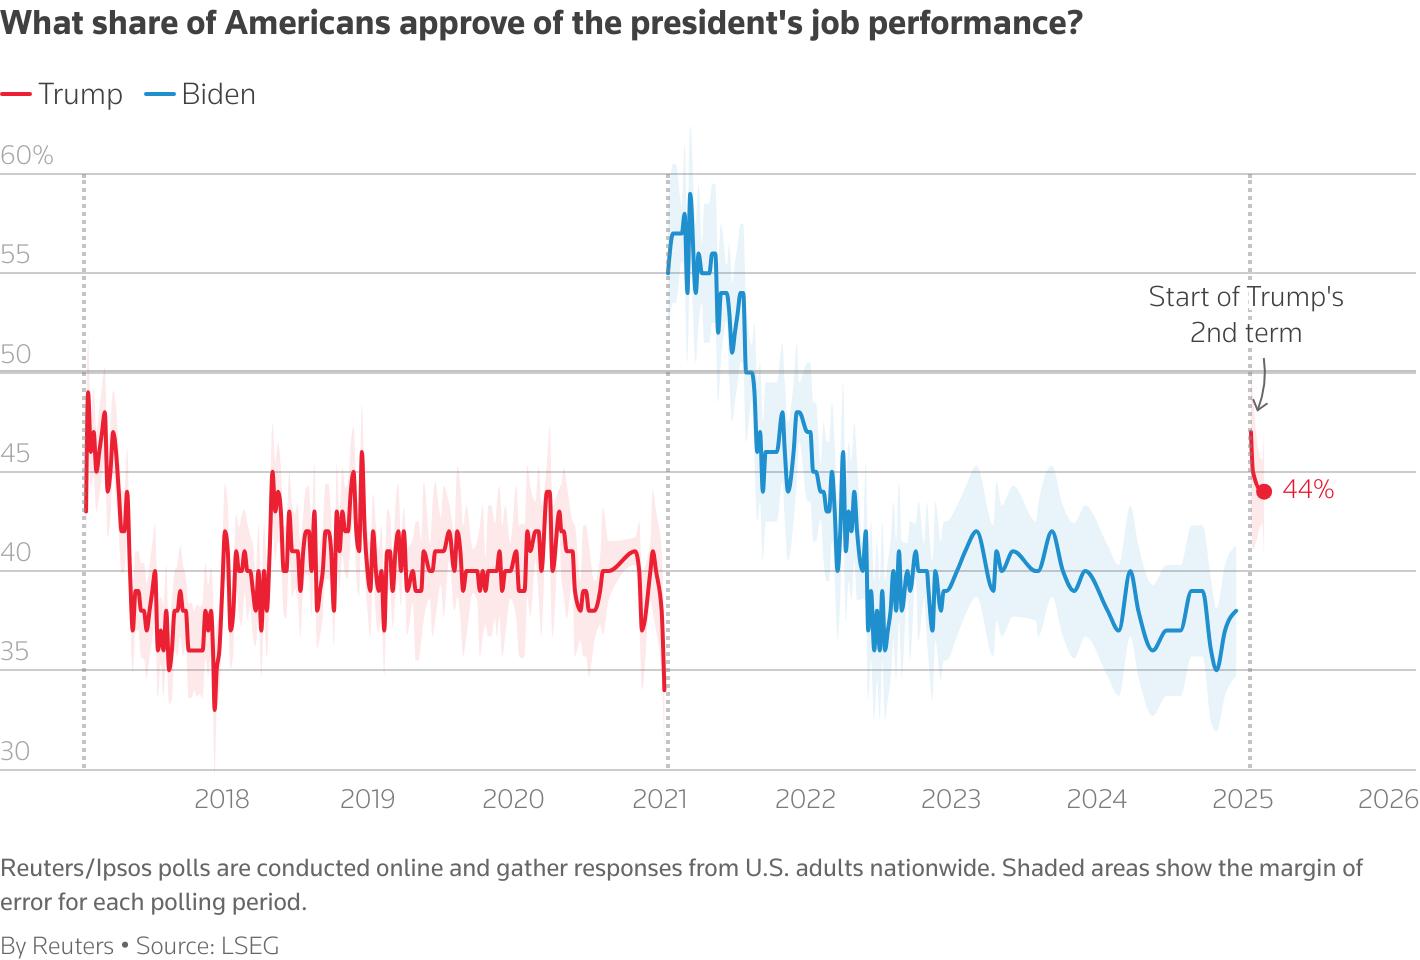 What share of Americans approve of the president's job performance?
Trump Biden
60%
55
50
45
40
35
30
Start of Trump's
2nd term
44%
2018 2019 2020 2021 2022 2023 2024 2025 2026
Reuters/Ipsos polls are conducted online and gather responses from U.S. adults nationwide. Shaded areas show the margin of
error for each polling period.
By Reuters • Source: LSEG